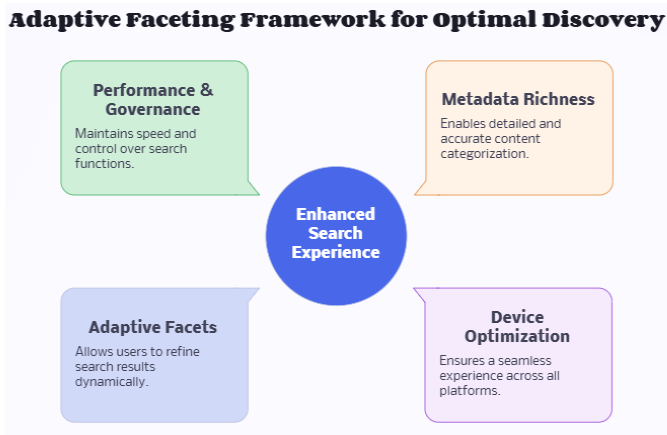 Adaptive Faceting Framework for Optimal Discovery
Performance &
Governance
Maintains speed and
control over search
functions.
Metadata Richness
Enables detailed and
accurate content
categorization.
Enhanced
Search
Experience
Adaptive Facets
Allows users to refine
search results
dynamically.
Device
Optimization
Ensures a seamless
experience across all
platforms.